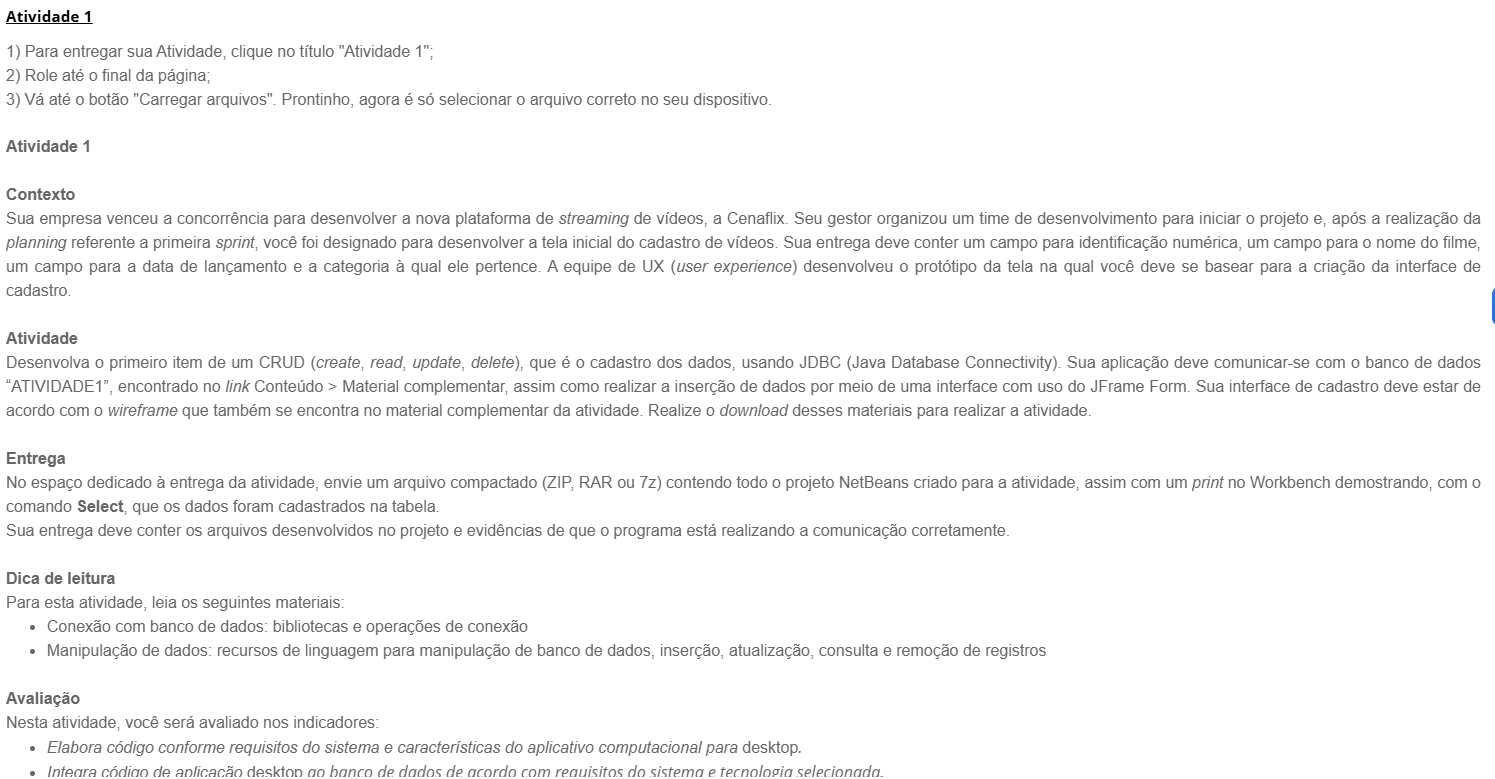 Atividade 1
1) Para entregar sua Atividade, clique no título "Atividade 1";
2) Role até o final da página;
3) Vá até o botão "Carregar arquivos". Prontinho, agora é só selecionar o arquivo correto no seu dispositivo.
Atividade 1
Contexto
Sua empresa venceu a concorrência para desenvolver a nova plataforma de streaming de vídeos, a Cenaflix. Seu gestor organizou um time de desenvolvimento para iniciar o projeto e, após a realização da
planning referente a primeira sprint, você foi designado para desenvolver a tela inicial do cadastro de vídeos. Sua entrega deve conter um campo para identificação numérica, um campo para o nome do filme,
um campo para a data de lançamento e a categoria à qual ele pertence. A equipe de UX (user experience) desenvolveu o protótipo da tela na qual você deve se basear para a criação da interface de
cadastro.
Atividade
Desenvolva o primeiro item de um CRUD (create, read, update, delete), que é o cadastro dos dados, usando JDBC (Java Database Connectivity). Sua aplicação deve comunicar-se com o banco de dados
“ATIVIDADE1”, encontrado no link Conteúdo > Material complementar, assim como realizar a inserção de dados por meio de uma interface com uso do JFrame Form. Sua interface de cadastro deve estar de
acordo com o wireframe que também se encontra no material complementar da atividade. Realize o download desses materiais para realizar a atividade.
Entrega
No espaço dedicado à entrega da atividade, envie um arquivo compactado (ZIP, RAR ou 7z) contendo todo o projeto NetBeans criado para a atividade, assim com um print no Workbench demostrando, com o
comando Select, que os dados foram cadastrados na tabela.
Sua entrega deve conter os arquivos desenvolvidos no projeto e evidências de que o programa está realizando a comunicação corretamente.
Dica de leitura
Para esta atividade, leia os seguintes materiais:
• Conexão com banco de dados: bibliotecas e operações de conexão
• Manipulação de dados: recursos de linguagem para manipulação de banco de dados, inserção, atualização, consulta e remoção de registros
Avaliação
Nesta atividade, você será avaliado nos indicadores:
• Elabora código conforme requisitos do sistema e características do aplicativo computacional para desktop.
• Integra código de aplicação desktop ao banco de dados de acordo com requisitos do sistema e tecnologia selecionada.